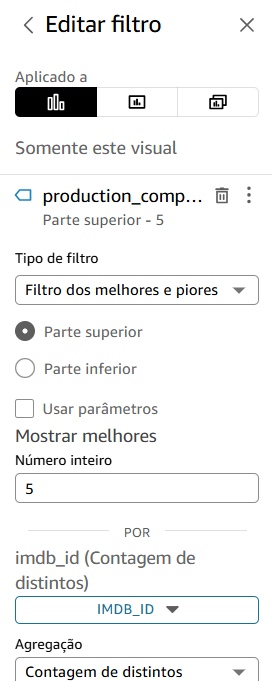 Editar filtro
Aplicado a
Somente este visual
production_comp...
Parte superior - 5
Tipo de filtro
Filtro dos melhores e piores
Parte superior
Parte inferior
Usar parâmetros
Mostrar melhores
Número inteiro
5
POR
imdb_id (Contagem de
distintos)
IMDB_ID
Agregação
Contagem de distintos